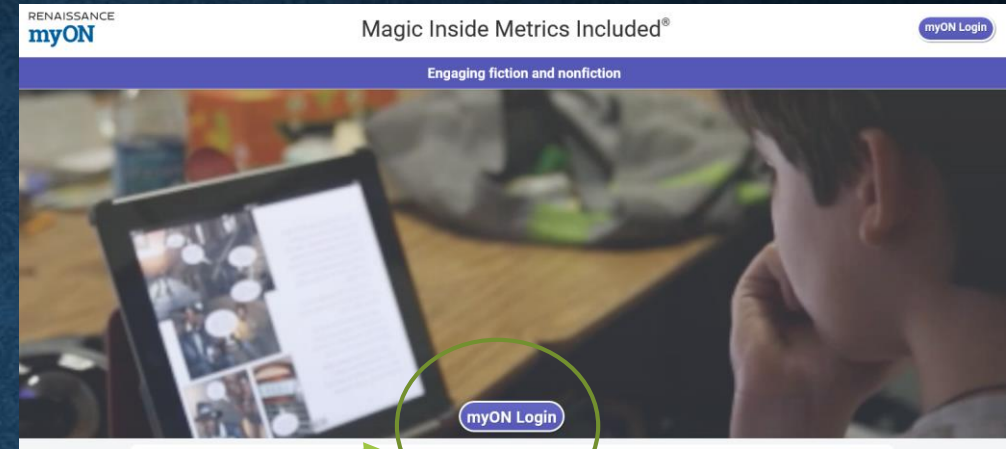 RENAISSANCE
myON
Magic Inside Metrics Included®
myON Login
Engaging fiction and nonfiction
myON Login